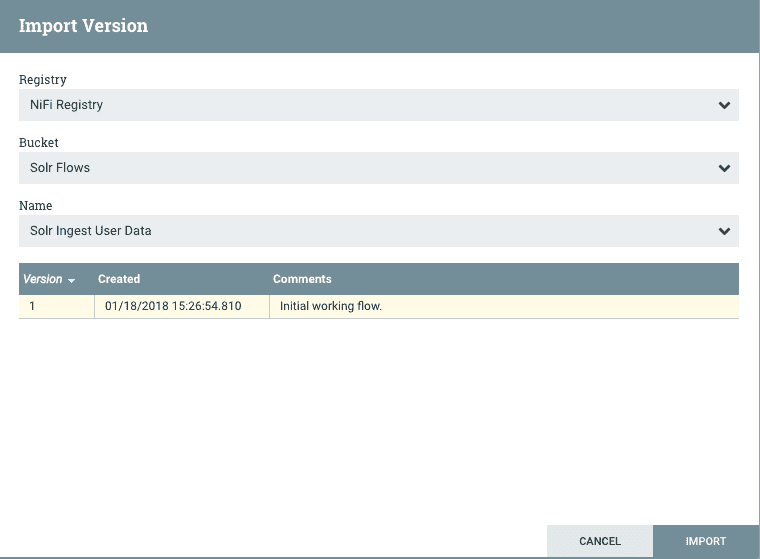 Import Version
Registry
NiFi Registry
Bucket
Solr Flows
Name
Solr Ingest User Data
Version Created Comments
1 01/18/2018 15:26:54.810 Initial working flow.
CANCEL IMPORT